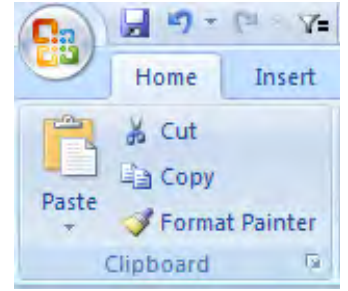 Home Insert
Cut
Copy
Paste
Format Painter
Clipboard